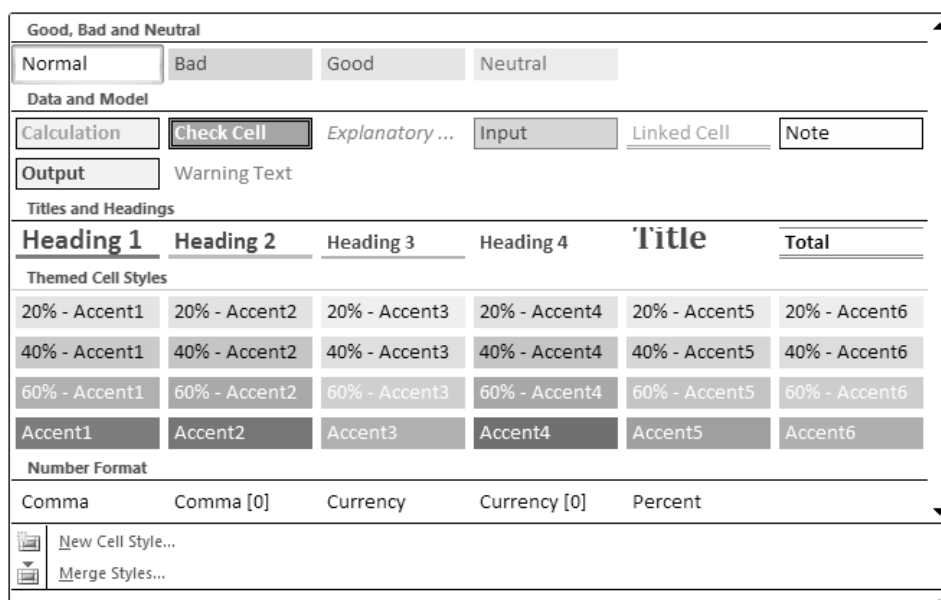 Good, Bad and Neutral
Normal Bad Good Neutral
Data and Model
Calculation Check Cell Explanatory ... Input Linked Cell Note
Output Warning Text
Titles and Headings
Heading 1 Heading 2 Heading 3 Heading 4 Title Total
Themed Cell Styles
20% - Accent1 20% - Accent2 20% - Accent3 20% - Accent4 20% - Accent5 20% - Accent6
40% - Accent1 40% - Accent2 40% - Accent3 40% - Accent4 40% - Accent5 40% - Accent6
60% - Accent1 60% - Accent2 60% - Accent3 60% - Accent4 60% - Accent5 60% - Accent6
Accent1 Accent2 Accent3 Accent4 Accent5 Accent6
Number Format
Comma Comma [0] Currency Currency [0] Percent
New Cell Style...
Merge Styles...